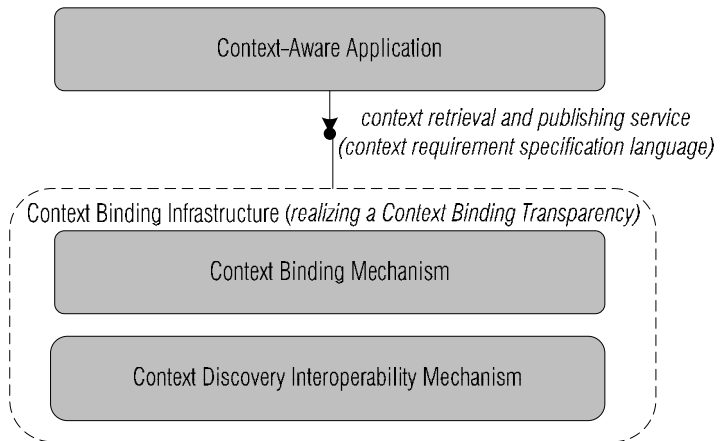 Context-Aware Application
context retrieval and publishing service
(context requirement specification language)
Context Binding Infrastructure (realizing a Context Binding Transparency)
Context Binding Mechanism
Context Discovery Interoperability Mechanism